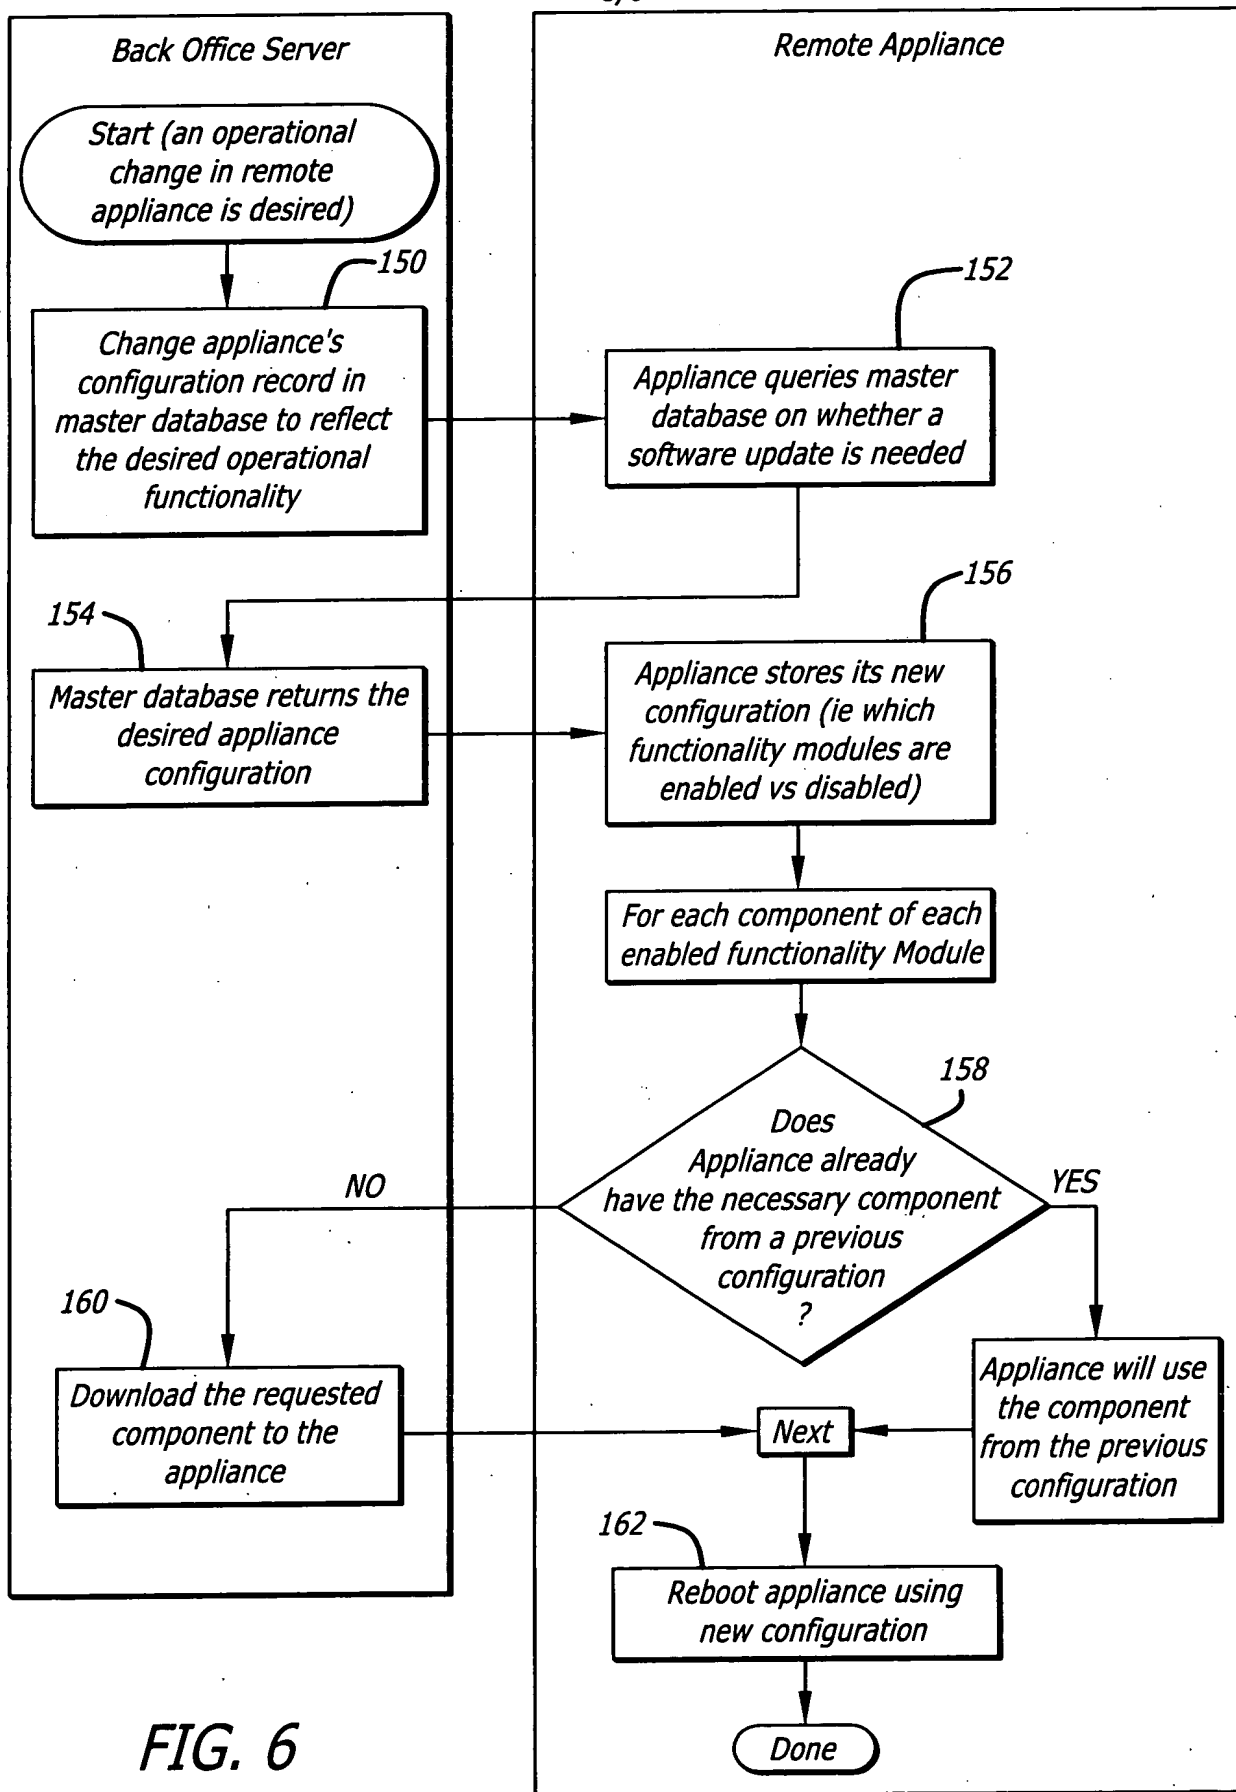 Back Office Server
Remote Appliance
Start (an operational
change in remote
appliance is desired)
150
Change appliance's
configuration record in
master database to reflect
the desired operational
functionality
152
Appliance queries master
database on whether a
software update is needed
154
Master database returns the
desired appliance
configuration
156
Appliance stores its new
configuration (ie which
functionality modules are
enabled vs disabled)
For each component of each
enabled functionality Module
158
Does
Appliance already
have the necessary component
from a previous
configuration
?
NO
YES
160
Download the requested
component to the
appliance
Appliance will use
the component
from the previous
configuration
Next
162
Reboot appliance using
new configuration
Done
FIG. 6